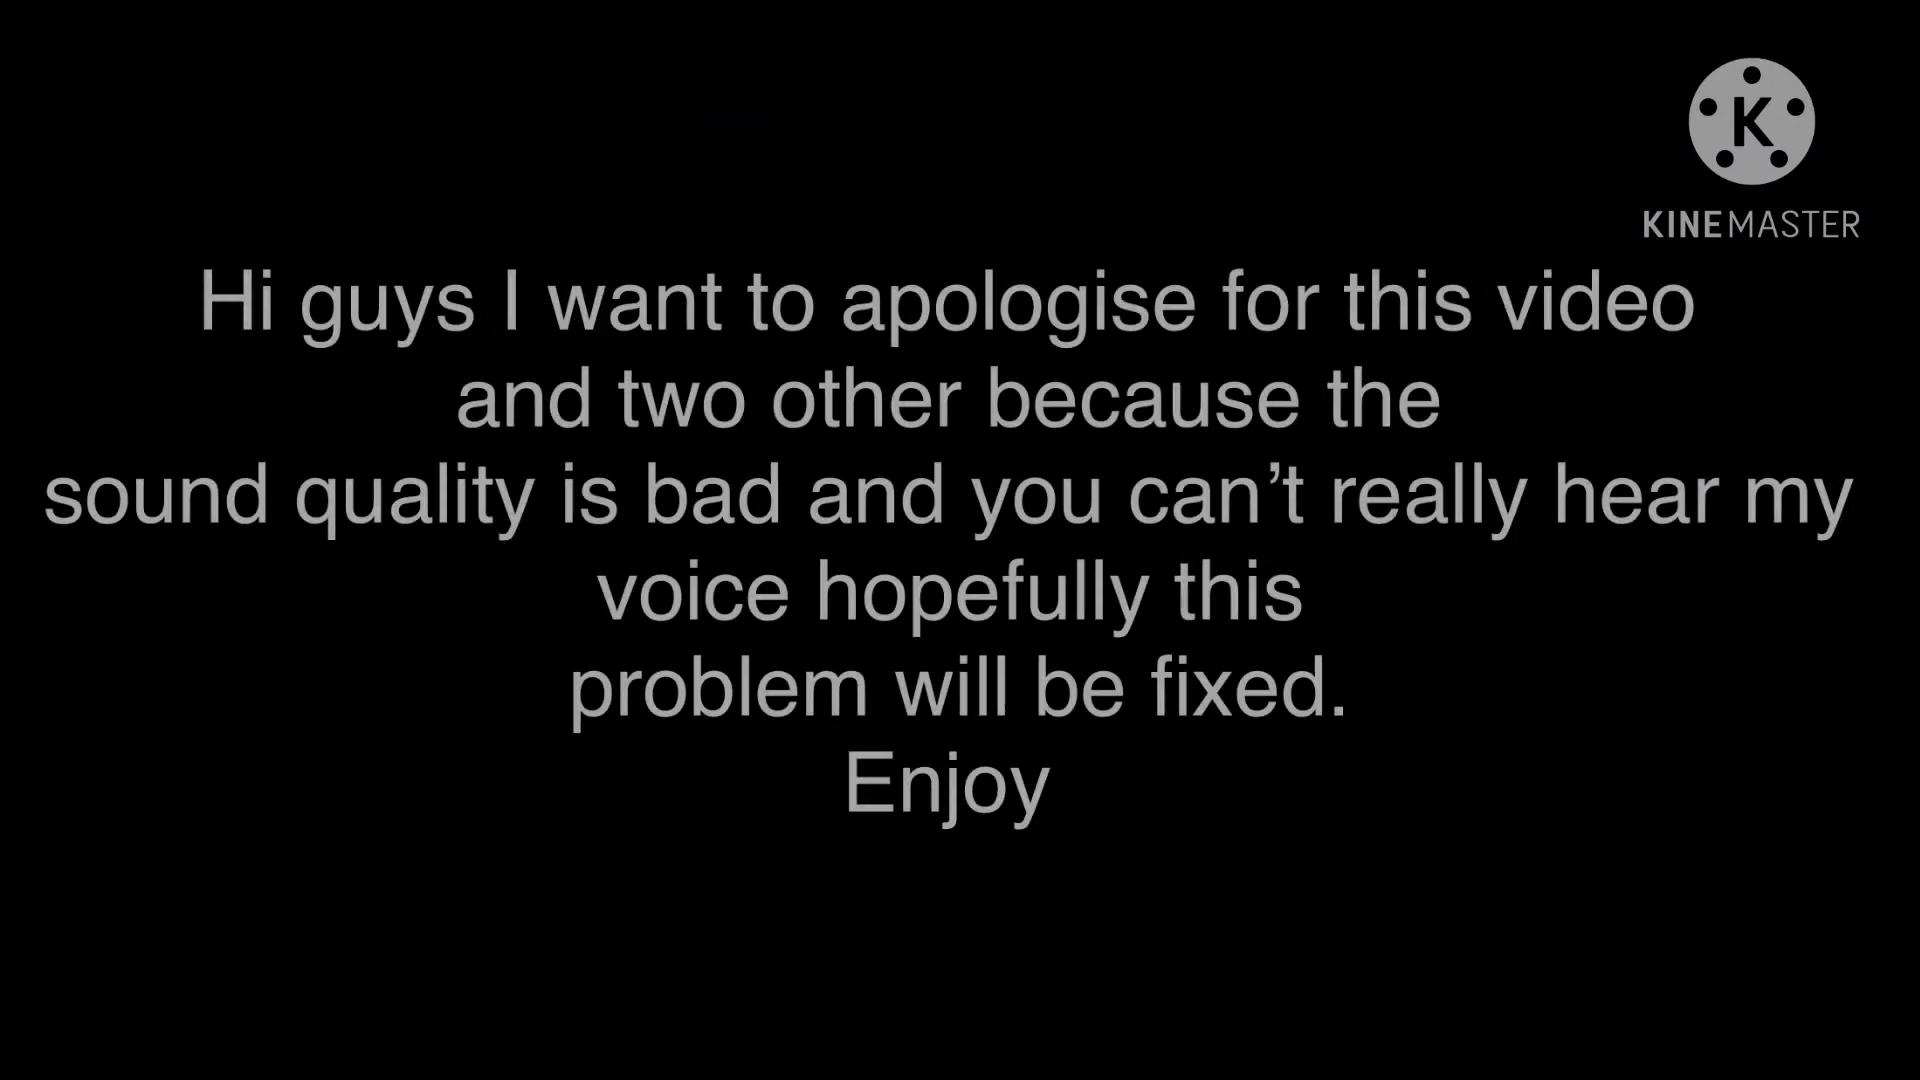 K
KINEMASTER
Hi guys I want to apologise for this video
and two other because the
sound quality is bad and you can’t really hear my
voice hopefully this
problem will be fixed.
Enjoy